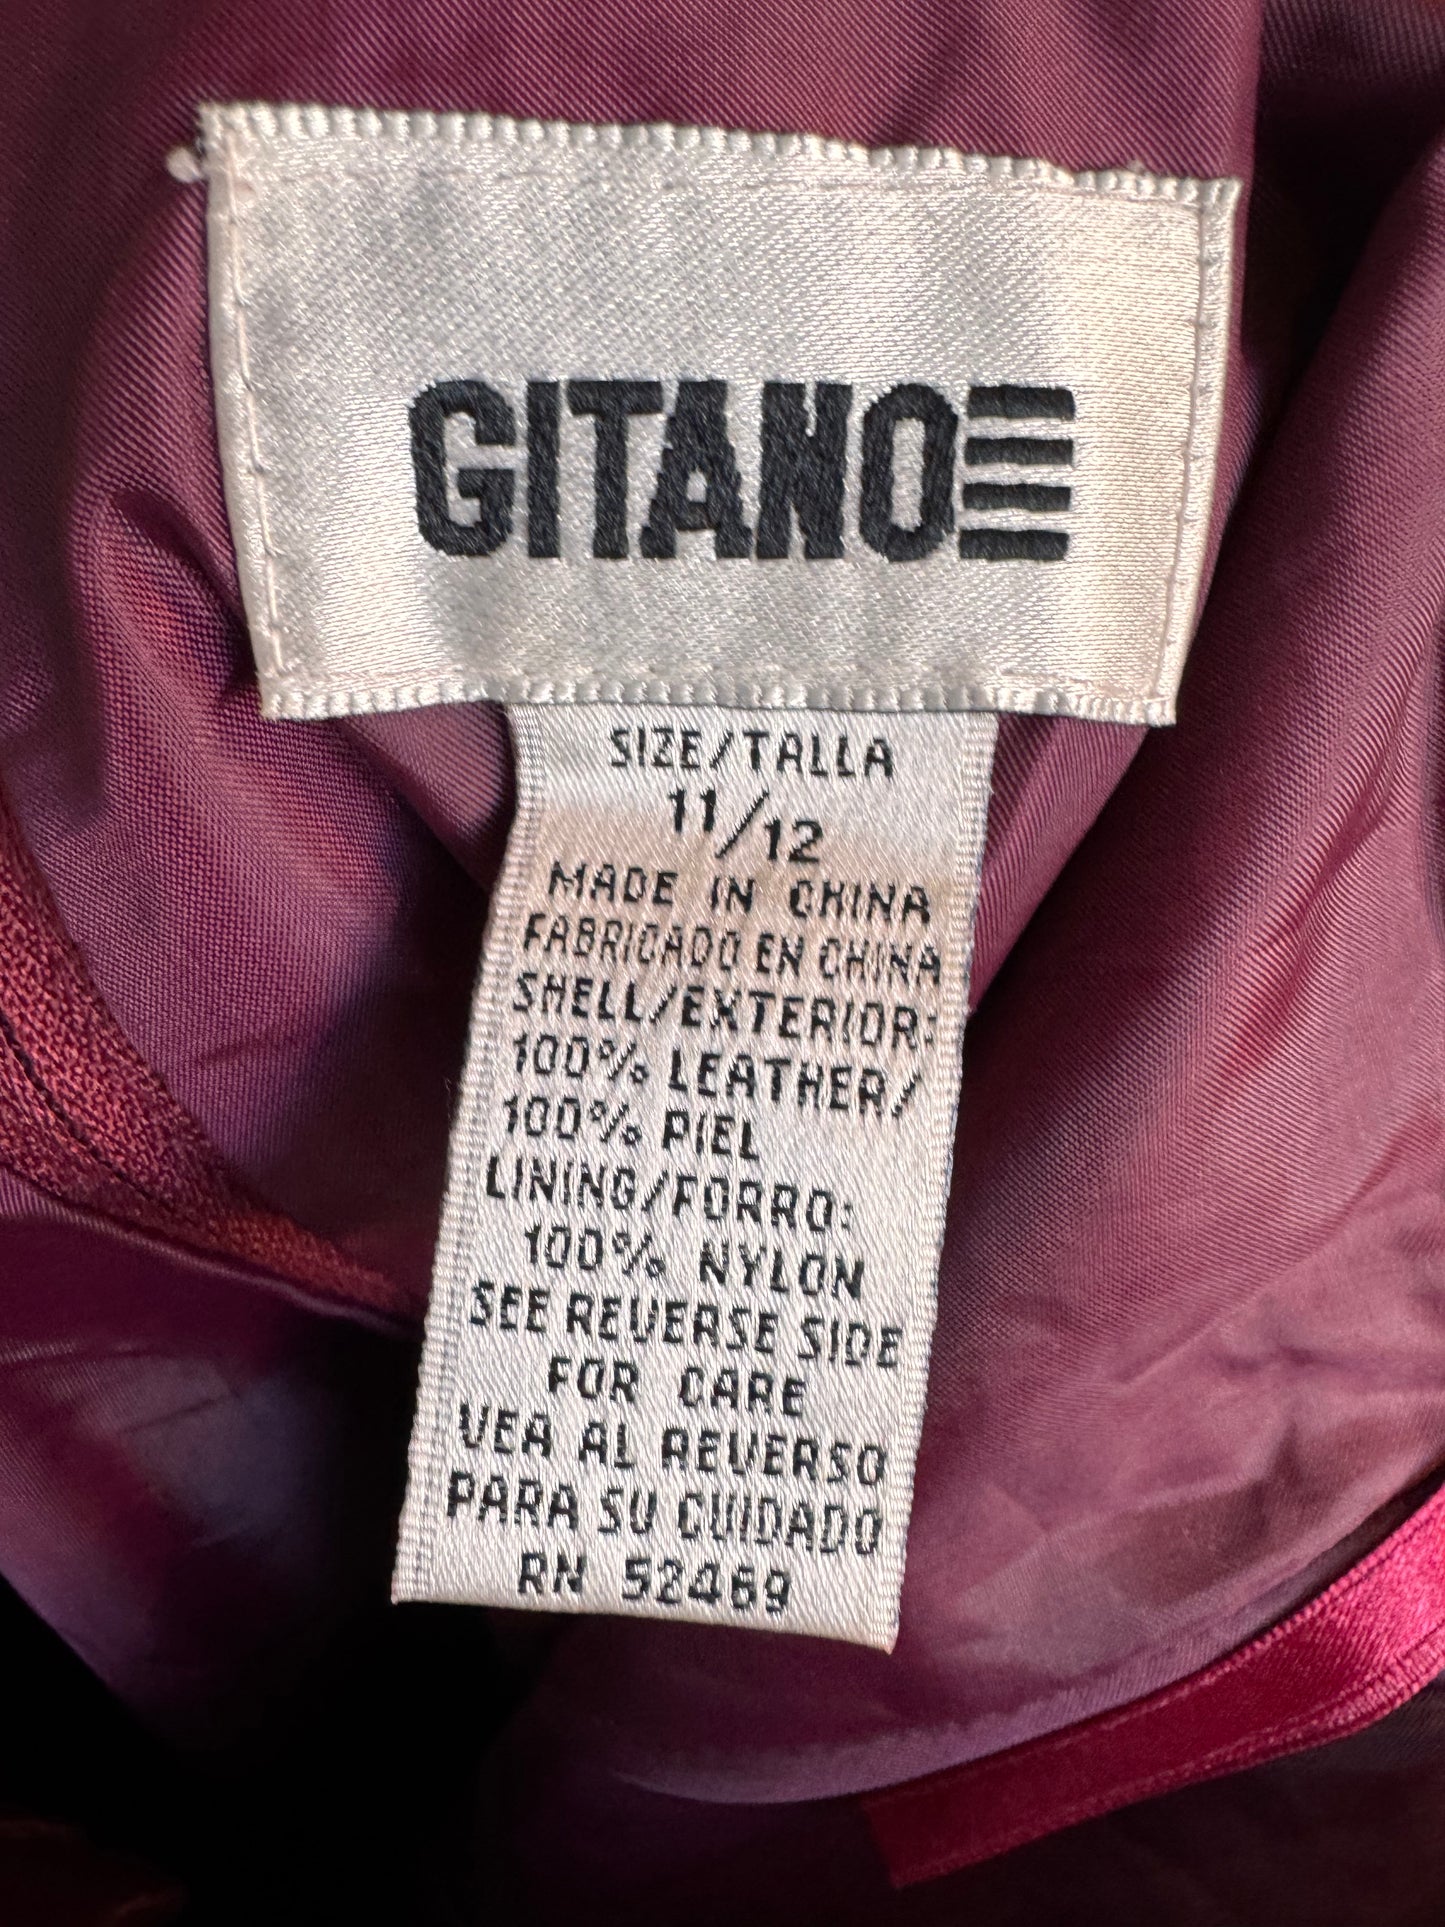 GITANO
SIZE/TALLA
11/12
MADE IN CHINA
FABRICADO EN CHINA
SHELL/EXTERIOR:
100% LEATHER/
100% PIEL
LINING/FORRO:
100% NYLON
SEE REVERSE SIDE
FOR CARE
VEA AL REVERSO
PARA SU CUIDADO
RN 52469